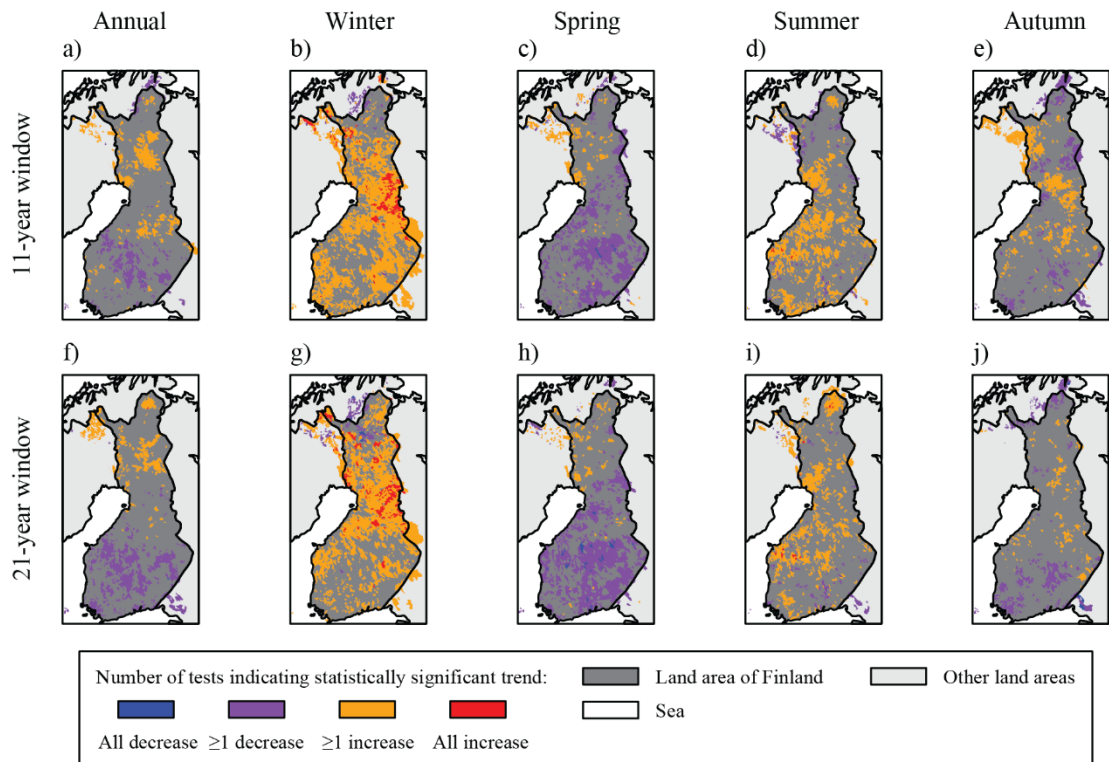 Annual Winter Spring Summer Autumn
a) b) c) d) e)
11-year window
f) g) h) i) j)
21-year window
Number of tests indicating statistically significant trend:
All decrease ≥1 decrease ≥1 increase All increase
Land area of Finland
Other land areas
Sea